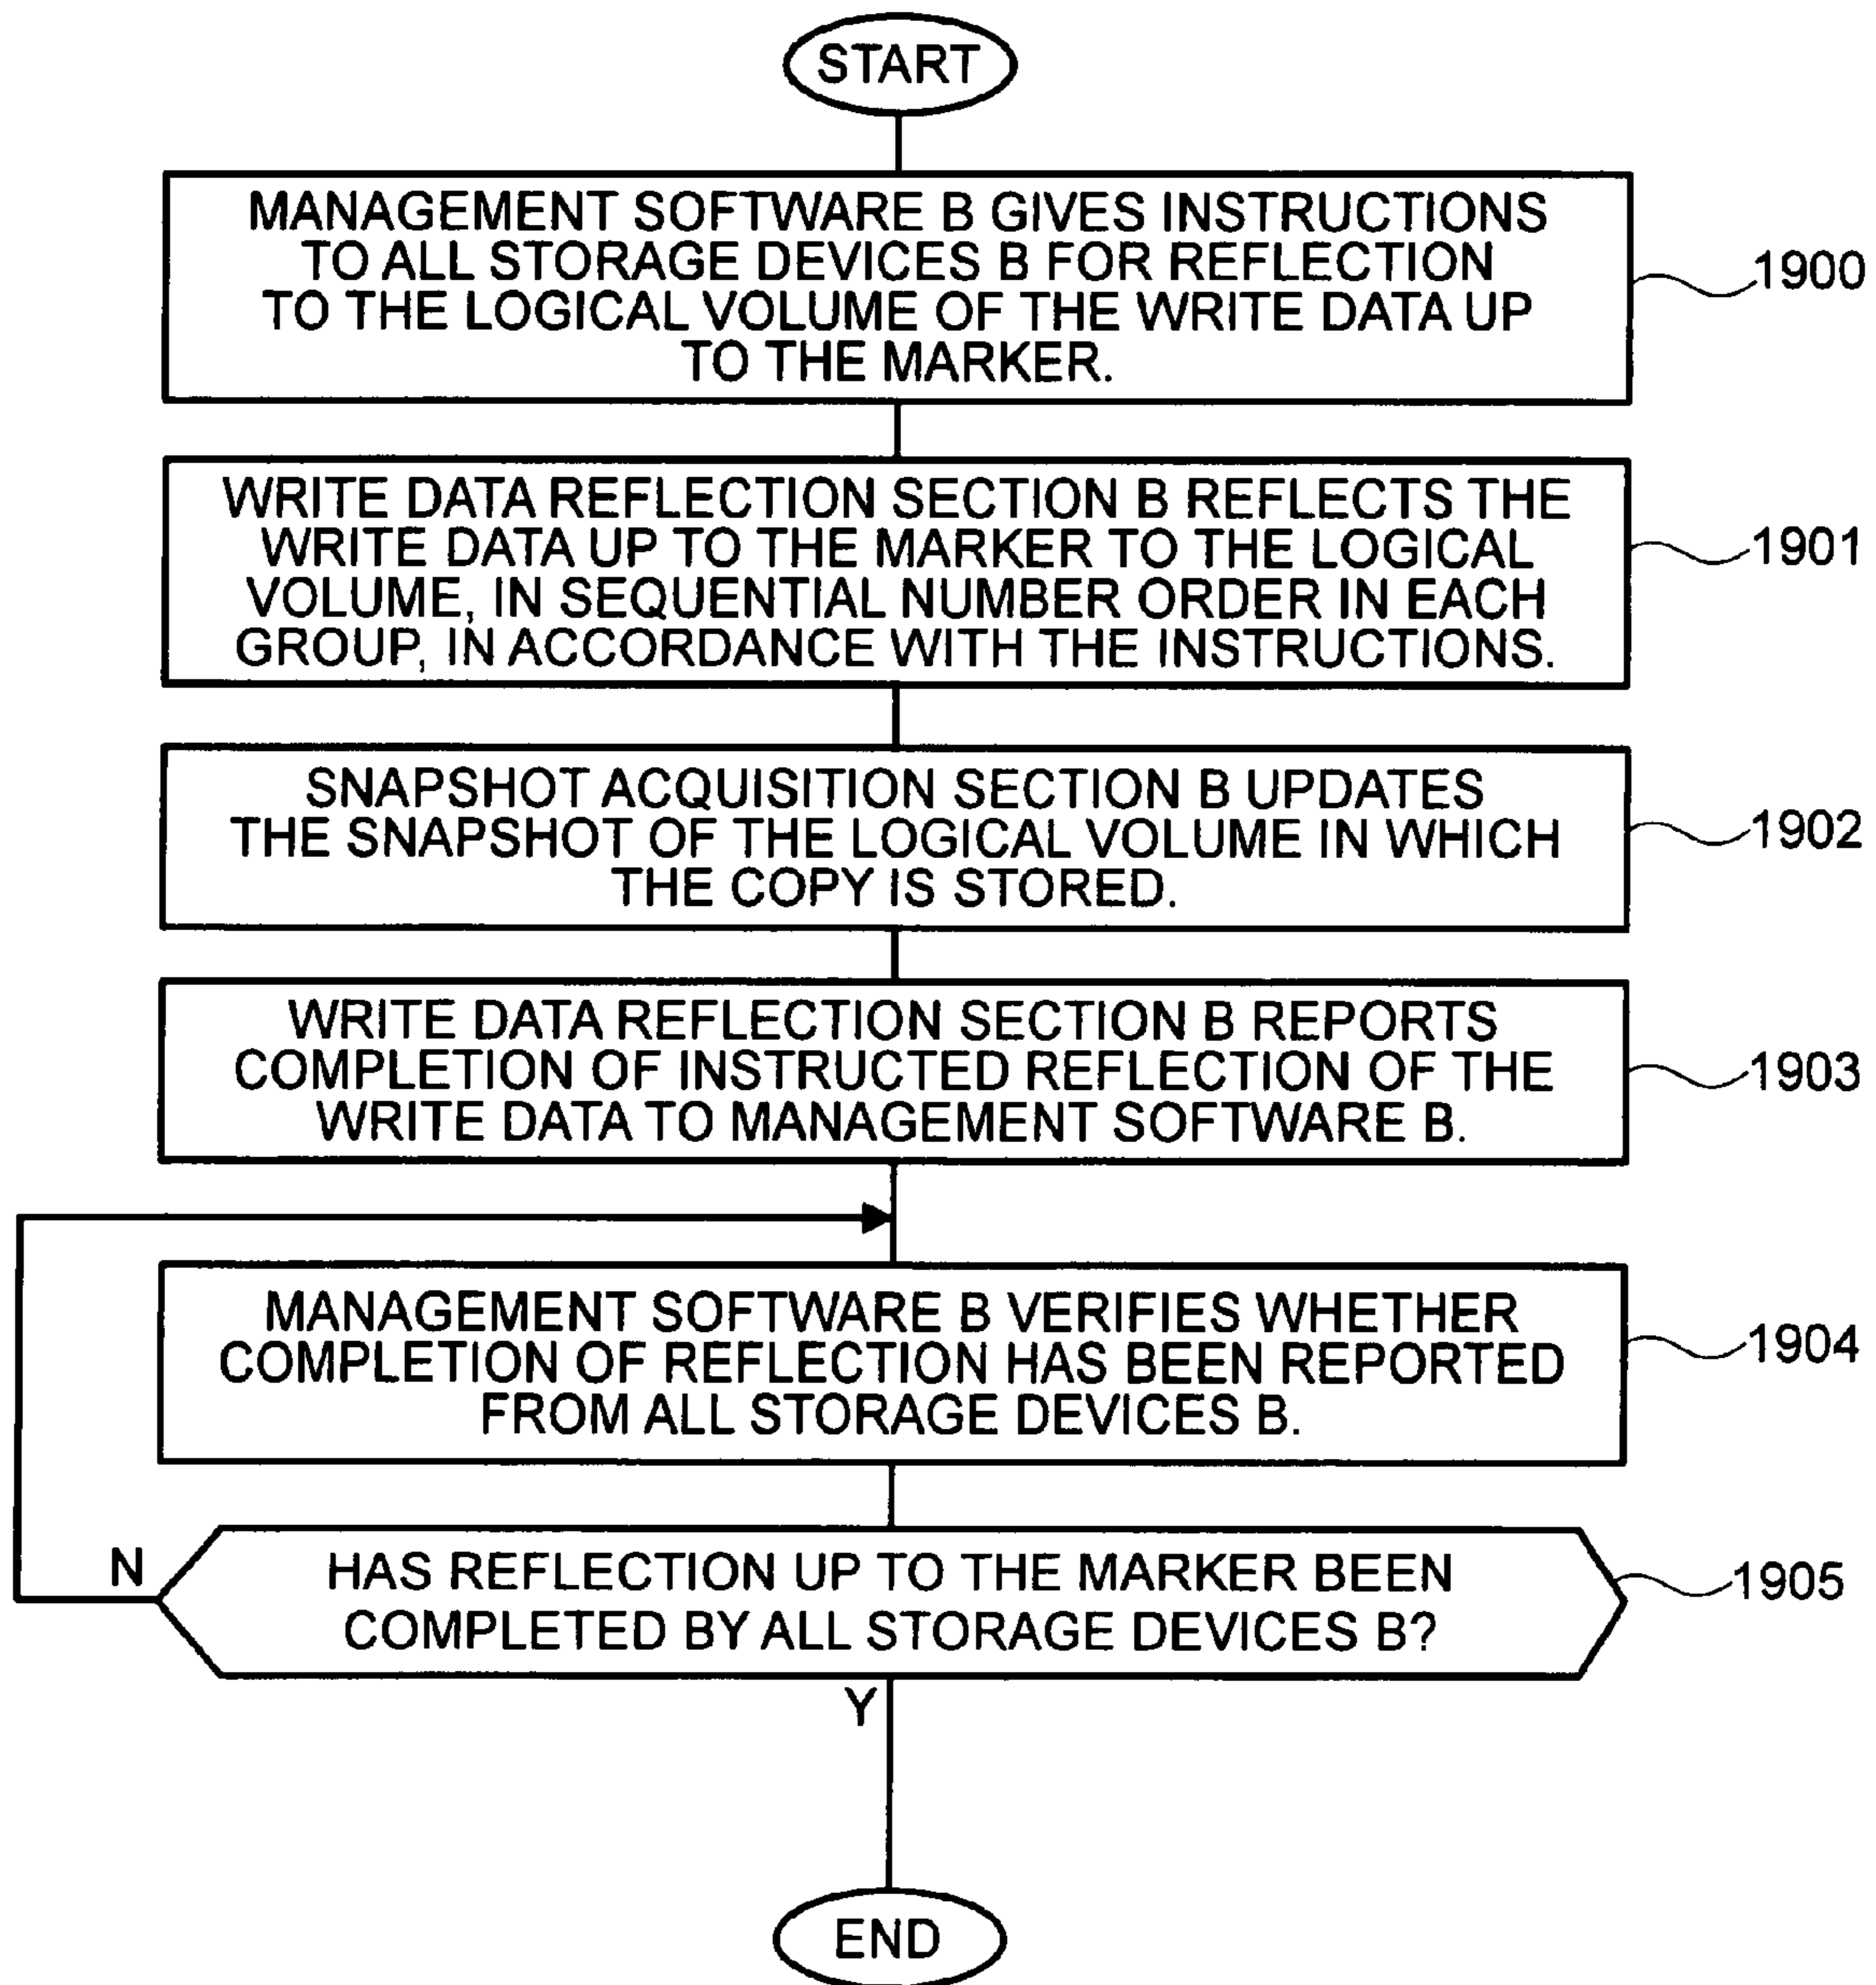 START
MANAGEMENT SOFTWARE B GIVES INSTRUCTIONS
TO ALL STORAGE DEVICES B FOR REFLECTION
TO THE LOGICAL VOLUME OF THE WRITE DATA UP
TO THE MARKER.
1900
WRITE DATA REFLECTION SECTION B REFLECTS THE
WRITE DATA UP TO THE MARKER TO THE LOGICAL
VOLUME, IN SEQUENTIAL NUMBER ORDER IN EACH
GROUP, IN ACCORDANCE WITH THE INSTRUCTIONS.
1901
SNAPSHOT ACQUISITION SECTION B UPDATES
THE SNAPSHOT OF THE LOGICAL VOLUME IN WHICH
THE COPY IS STORED.
1902
WRITE DATA REFLECTION SECTION B REPORTS
COMPLETION OF INSTRUCTED REFLECTION OF THE
WRITE DATA TO MANAGEMENT SOFTWARE B.
1903
MANAGEMENT SOFTWARE B VERIFIES WHETHER
COMPLETION OF REFLECTION HAS BEEN REPORTED
FROM ALL STORAGE DEVICES B.
1904
N
HAS REFLECTION UP TO THE MARKER BEEN
COMPLETED BY ALL STORAGE DEVICES B?
1905
Y
END